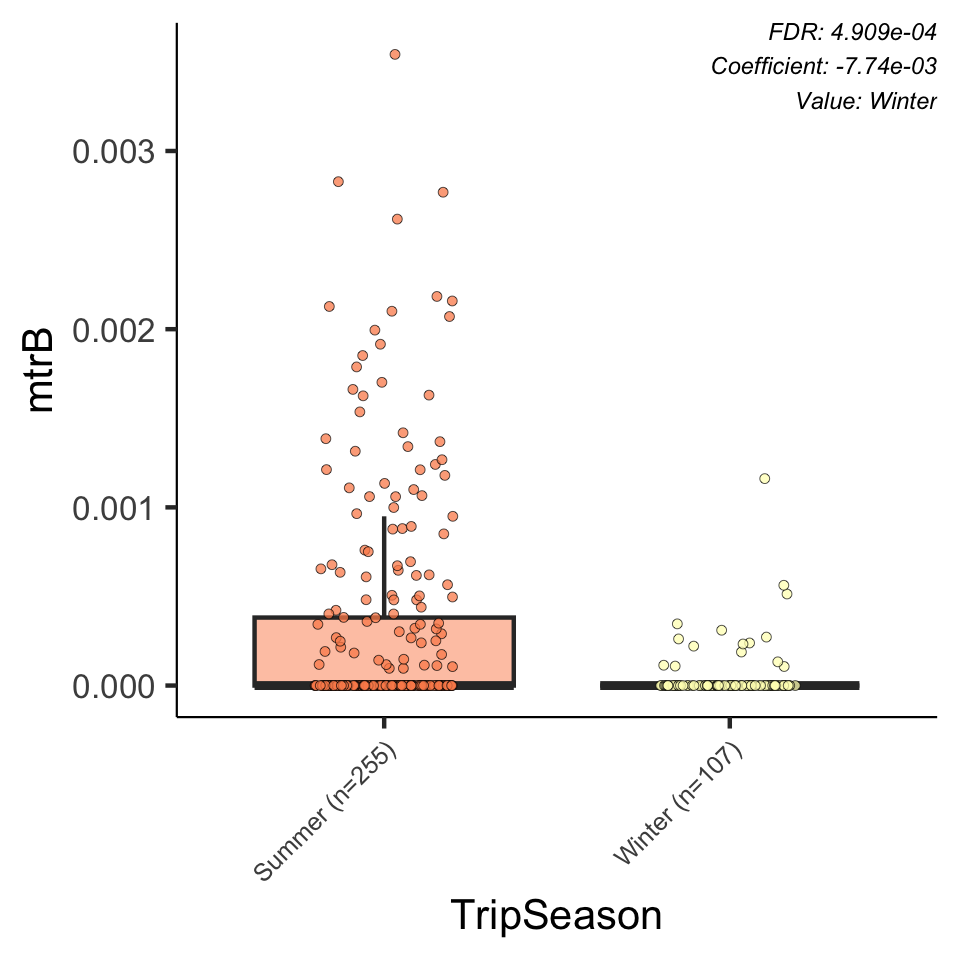 FDR: 4.909e-04
Coefficient: -7.74e-03
Value: Winter
0.003
0.002
0.001
0.000
mtrB
Summer (n=255)
Winter (n=107)
TripSeason